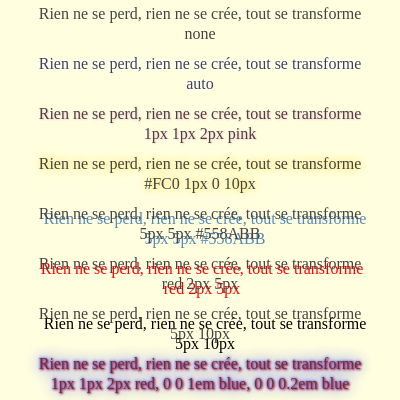 Rien ne se perd, rien ne se crée, tout se transforme
none
Rien ne se perd, rien ne se crée, tout se transforme
auto
Rien ne se perd, rien ne se crée, tout se transforme
1px 1px 2px pink
Rien ne se perd, rien ne se crée, tout se transforme
#FC0 1px 0 10px
Rien ne se perd, rien ne se crée, tout se transforme
5px 5px #558ABB
Rien ne se perd, rien ne se crée, tout se transforme
red 2px 5px
Rien ne se perd, rien ne se crée, tout se transforme
5px 10px
Rien ne se perd, rien ne se crée, tout se transforme
1px 1px 2px red, 0 0 1em blue, 0 0 0.2em blue